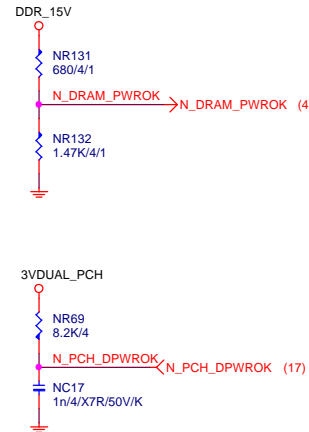 DDR_15V
NR131
680/4/1
N_DRAM_PWROK
N_DRAM_PWROK (4
NR132
1.47K/4/1
3VDUAL_PCH
NR69
8.2K/4
N_PCH_DPWROK
N_PCH_DPWROK (17)
NC17
1n/4/X7R/50V/K